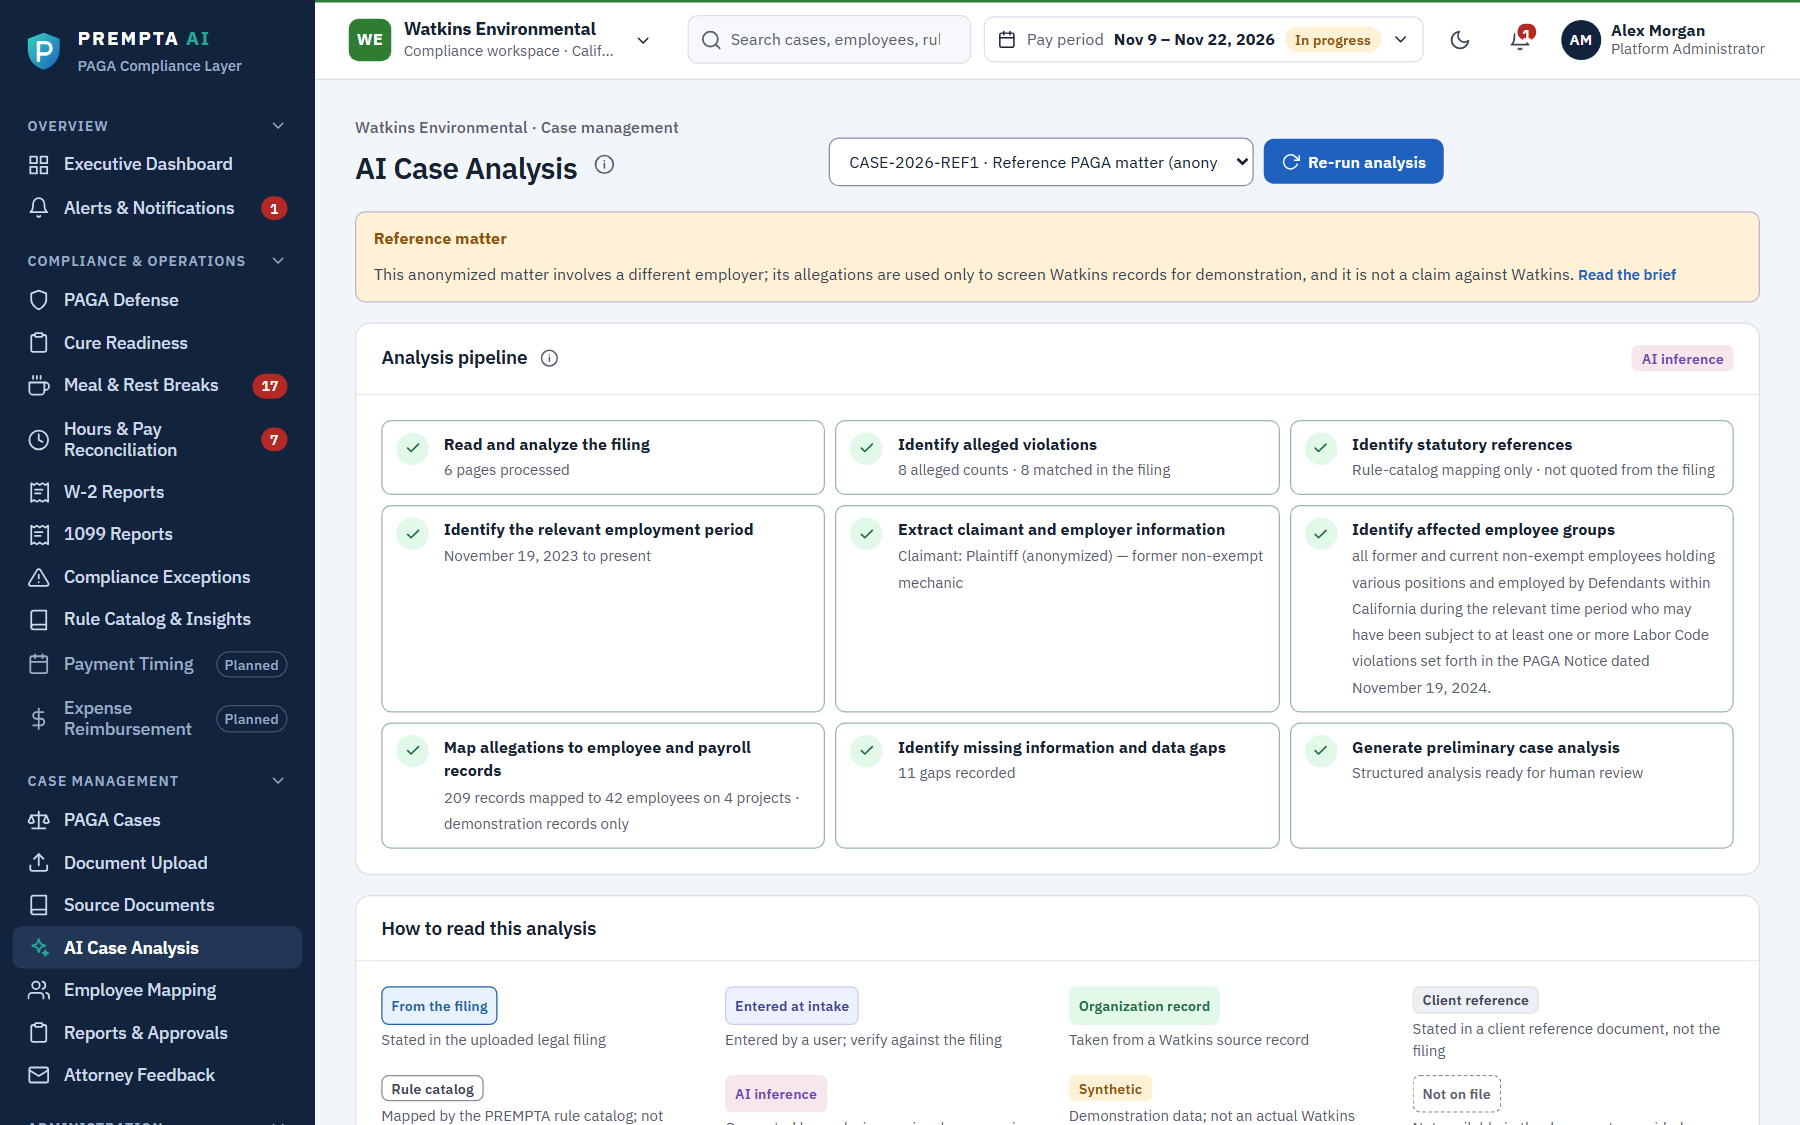 PREMPTA AI
PAGA Compliance Layer
OVERVIEW
Executive Dashboard
Alerts & Notifications 1
COMPLIANCE & OPERATIONS
PAGA Defense
Cure Readiness
Meal & Rest Breaks 17
Hours & Pay
Reconciliation 7
W-2 Reports
1099 Reports
Compliance Exceptions
Rule Catalog & Insights
Payment Timing Planned
Expense
Reimbursement Planned
CASE MANAGEMENT
PAGA Cases
Document Upload
Source Documents
AI Case Analysis
Employee Mapping
Reports & Approvals
Attorney Feedback
WE
Watkins Environmental
Compliance workspace · Calif...
Search cases, employees, rul
Pay period Nov 9 – Nov 22, 2026 In progress
1
AM
Alex Morgan
Platform Administrator
Watkins Environmental · Case management
AI Case Analysis
CASE-2026-REF1 · Reference PAGA matter (anony
Re-run analysis
Reference matter
This anonymized matter involves a different employer; its allegations are used only to screen Watkins records for demonstration, and it is not a claim against Watkins. Read the brief
Analysis pipeline
AI inference
Read and analyze the filing
6 pages processed
Identify alleged violations
8 alleged counts · 8 matched in the filing
Identify statutory references
Rule-catalog mapping only · not quoted from the filing
Identify the relevant employment period
November 19, 2023 to present
Extract claimant and employer information
Claimant: Plaintiff (anonymized) — former non-exempt
mechanic
Identify affected employee groups
all former and current non-exempt employees holding
various positions and employed by Defendants within
California during the relevant time period who may
have been subject to at least one or more Labor Code
violations set forth in the PAGA Notice dated
November 19, 2024.
Map allegations to employee and payroll
records
209 records mapped to 42 employees on 4 projects ·
demonstration records only
Identify missing information and data gaps
11 gaps recorded
Generate preliminary case analysis
Structured analysis ready for human review
How to read this analysis
From the filing
Stated in the uploaded legal filing
Entered at intake
Entered by a user; verify against the filing
Organization record
Taken from a Watkins source record
Client reference
Stated in a client reference document, not the
filing
Rule catalog
Mapped by the PREMPTA rule catalog; not
AI inference
Synthetic
Demonstration data; not an actual Watkins
Not on file